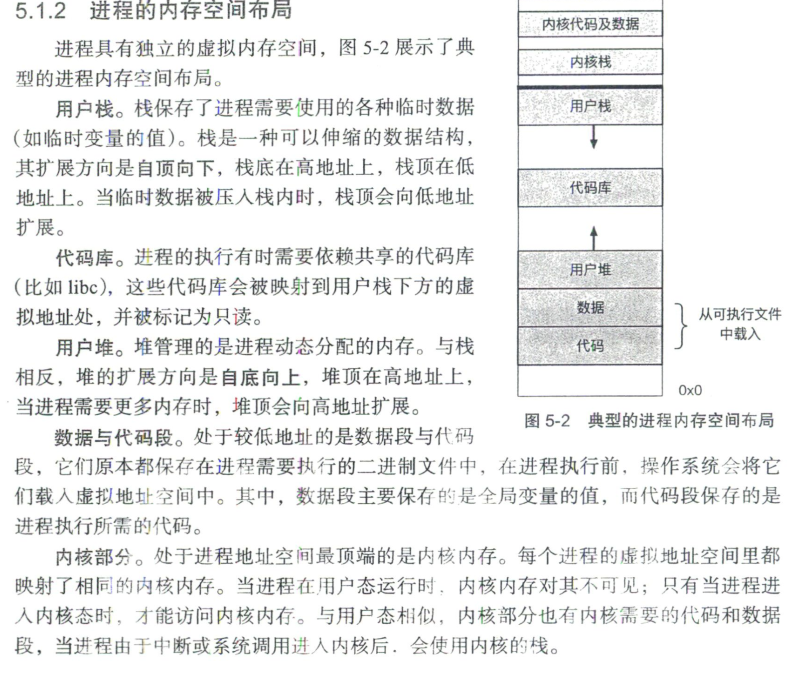 5.1.2 进程的内存空间布局
进程具有独立的虚拟内存空间，图 5-2 展示了典
型的进程内存空间布局。
用户栈。栈保存了进程需要使用的各种临时数据
（如临时变量的值）。栈是一种可以伸缩的数据结构，
其扩展方向是自顶向下，栈底在高地址上，栈顶在低
地址上。当临时数据被压入栈内时，栈顶会向低地址
扩展。
代码库。进程的执行有时需要依赖共享的代码库
（比如 libc），这些代码库会被映射到用户栈下方的虚
拟地址处，并被标记为只读。
用户堆。堆管理的是进程动态分配的内存。与栈
相反，堆的扩展方向是自底向上，堆顶在高地址上，
当进程需要更多内存时，堆顶会向高地址扩展。
数据与代码段。处于较低地址的是数据段与代码
内核代码及数据
内核栈
用户栈
代码库
用户堆
数据
代码
从可执行文件
中载入
0x0
图 5-2 典型的进程内存空间布局
段，它们原本都保存在进程需要执行的二进制文件中，在进程执行前，操作系统会将它
们载入虚拟地址空间中。其中，数据段主要保存的是全局变量的值，而代码段保存的是
进程执行所需的代码。
内核部分。处于进程地址空间最顶端的是内核内存。每个进程的虚拟地址空间里都
映射了相同的内核内存。当进程在用户态运行时，内核内存对其不可见；只有当进程进
入内核态时，才能访问内核内存。与用户态相似，内核部分也有内核需要的代码和数据
段，当进程由于中断或系统调用进入内核后，会使用内核的栈。